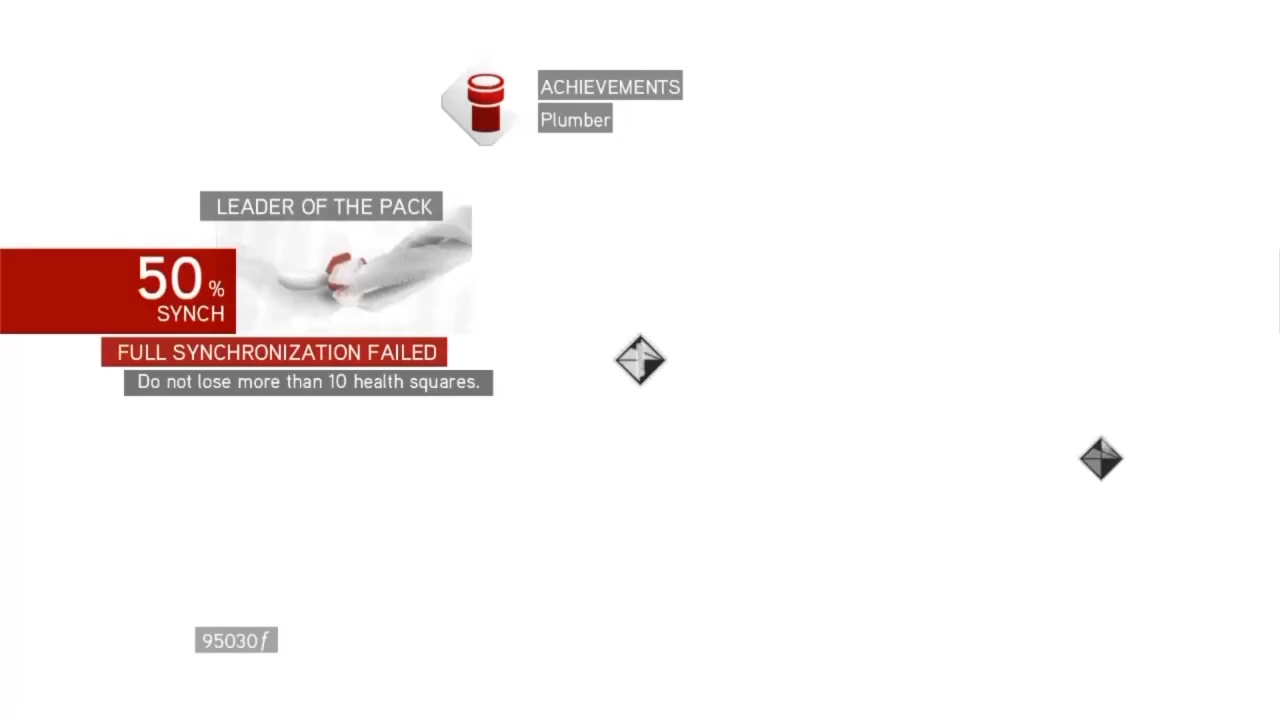 ACHIEVEMENTS
Plumber
LEADER OF THE PACK
50 %
SYNCH
FULL SYNCHRONIZATION FAILED
Do not lose more than 10 health squares.
95030ƒ